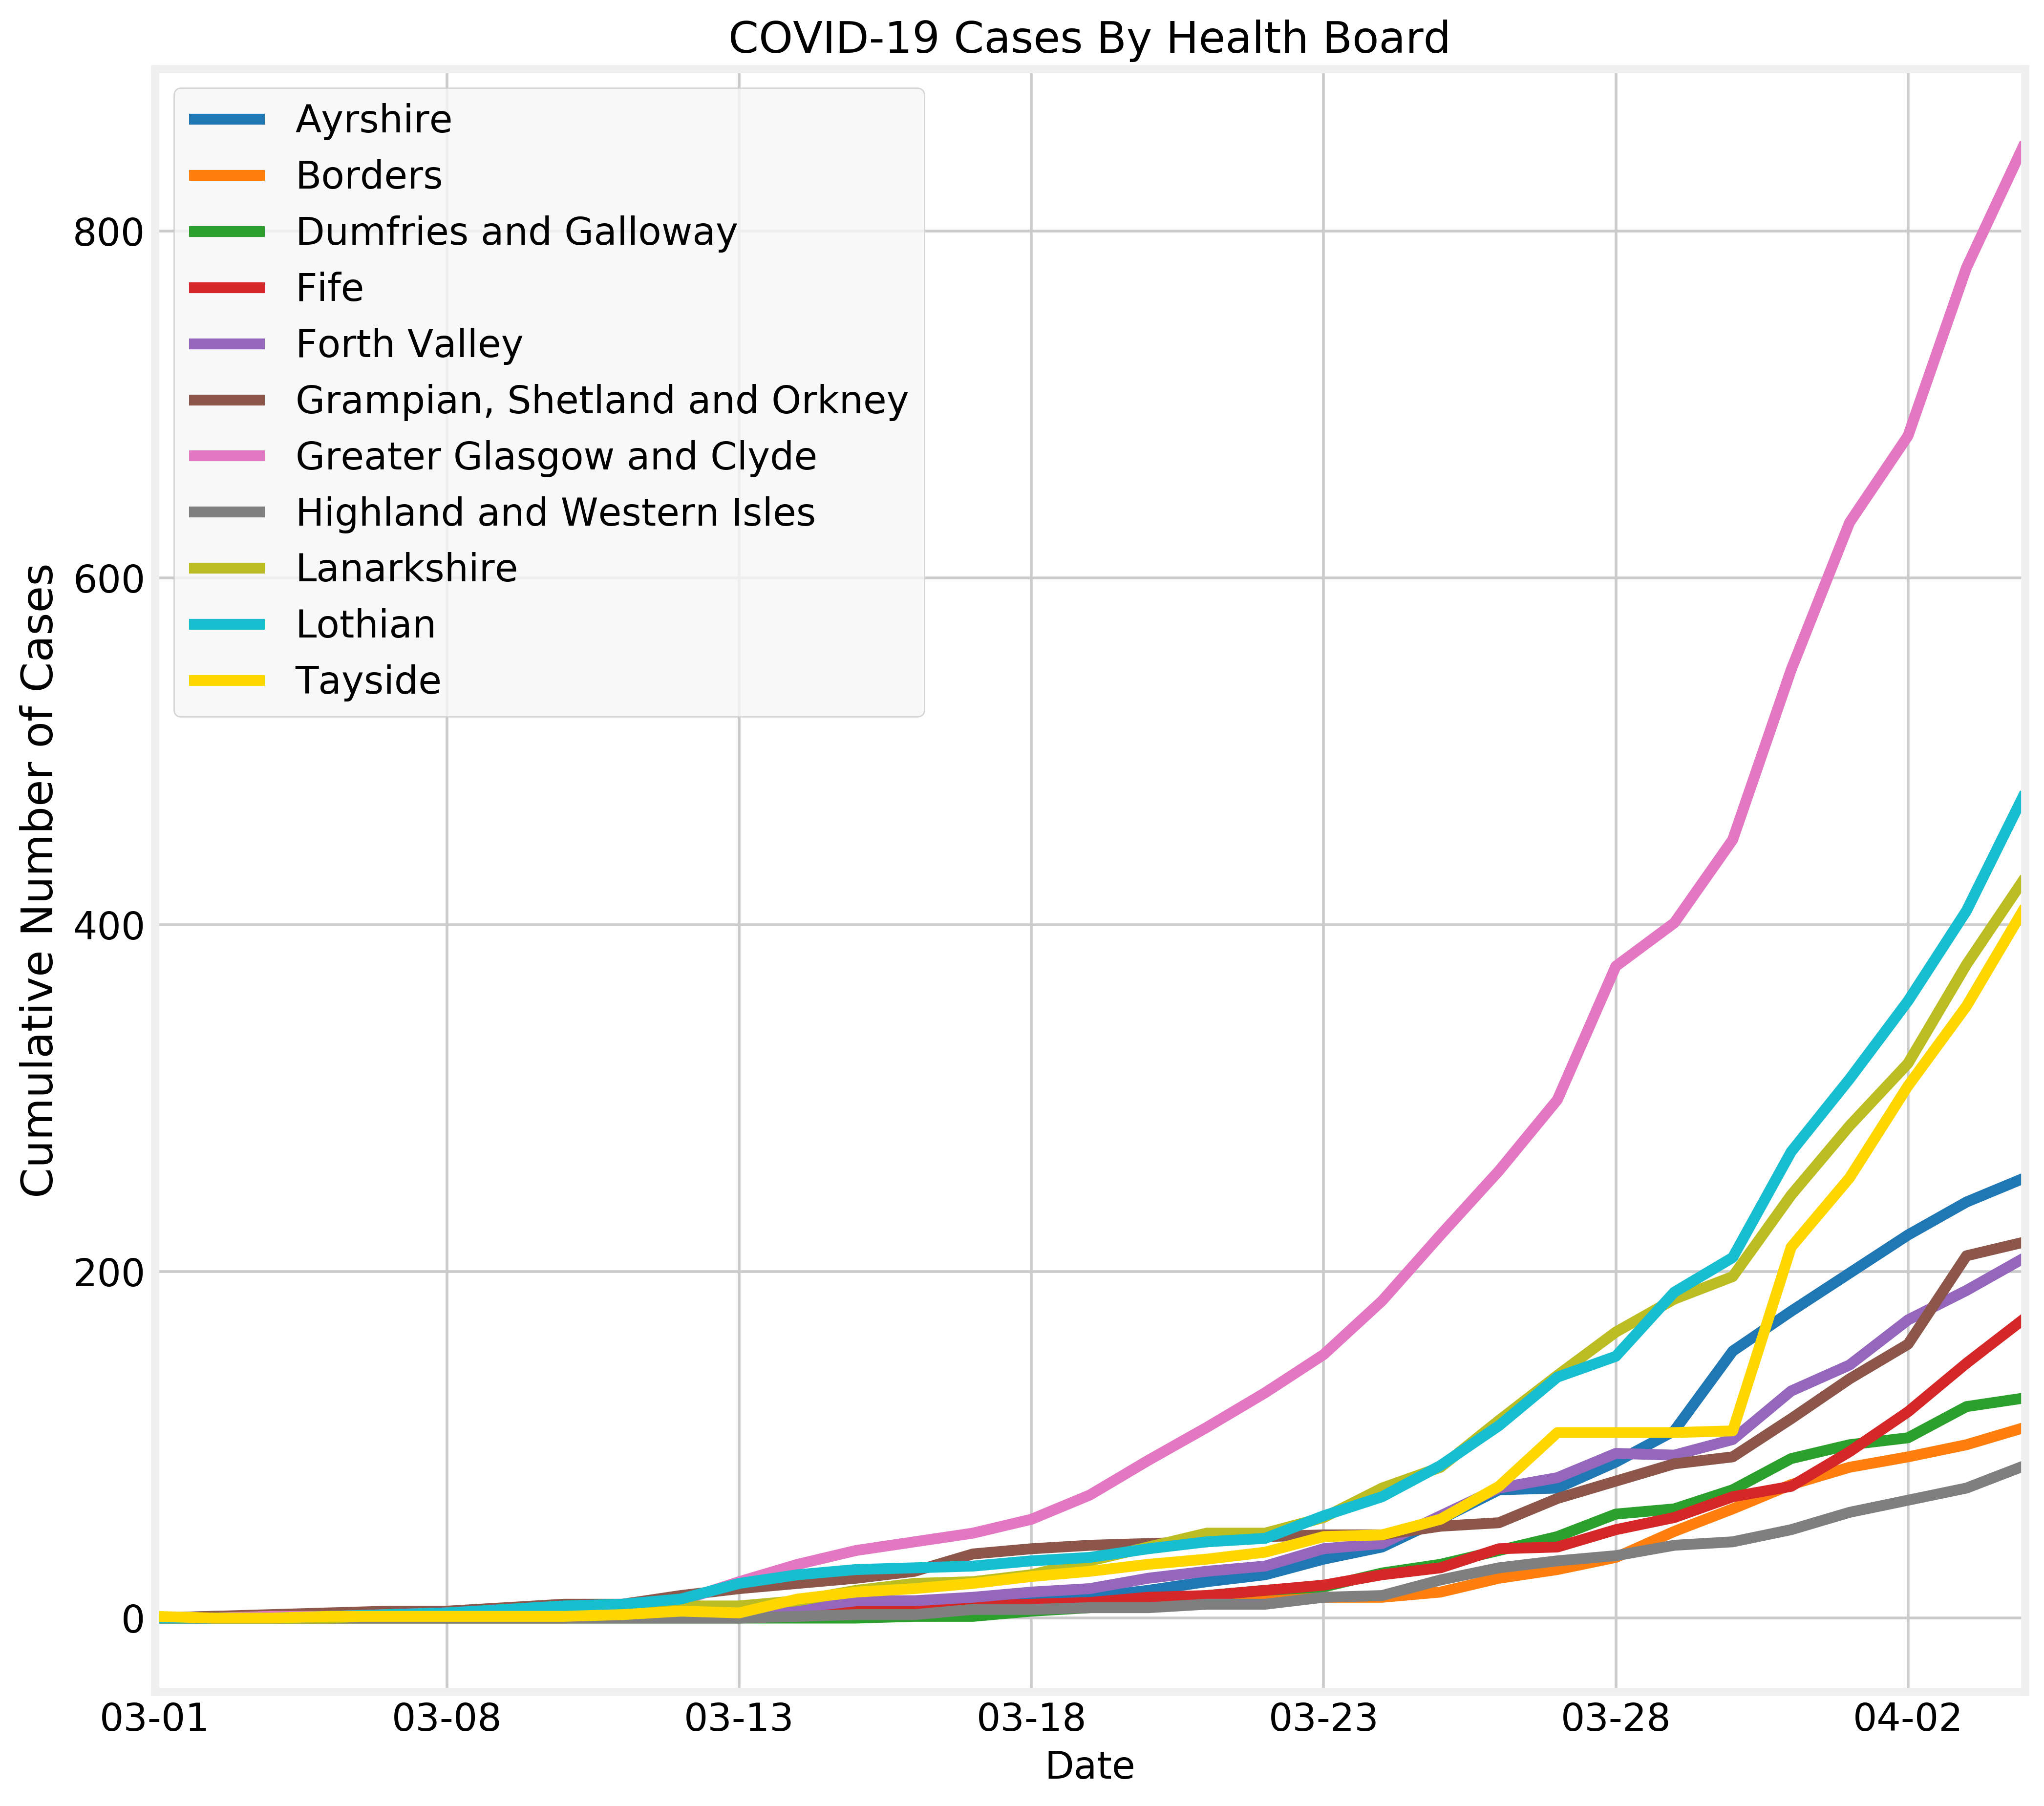 COVID-19 Cases By Health Board
Ayrshire
Borders
Dumfries and Galloway
Fife
Forth Valley
Grampian, Shetland and Orkney
Greater Glasgow and Clyde
Highland and Western Isles
Lanarkshire
Lothian
Tayside
Cumulative Number of Cases
800
600
400
200
0
03-01 03-08 03-13 03-18 03-23 03-28 04-02
Date